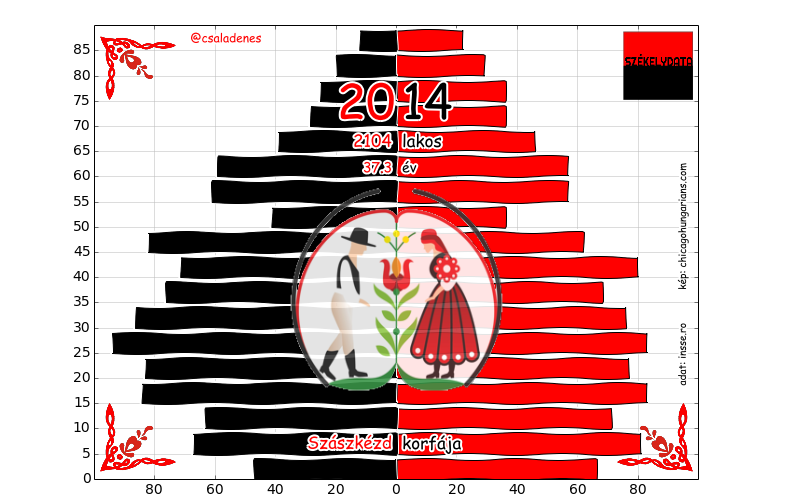 @csaladenes
SZÉKELYDATA
2014
2104 lakos
37.3 év
kép: chicagohungarians.com
adat: insse.ro
Szászkézd korfája
85
80
75
70
65
60
55
50
45
40
35
30
25
20
15
10
5
0
80 60 40 20 0 20 40 60 80